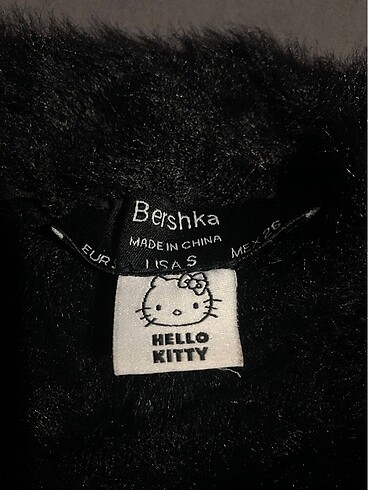 Bershka
MADE IN CHINA
EUR. USA S MEX 26
HELLO
KITTY